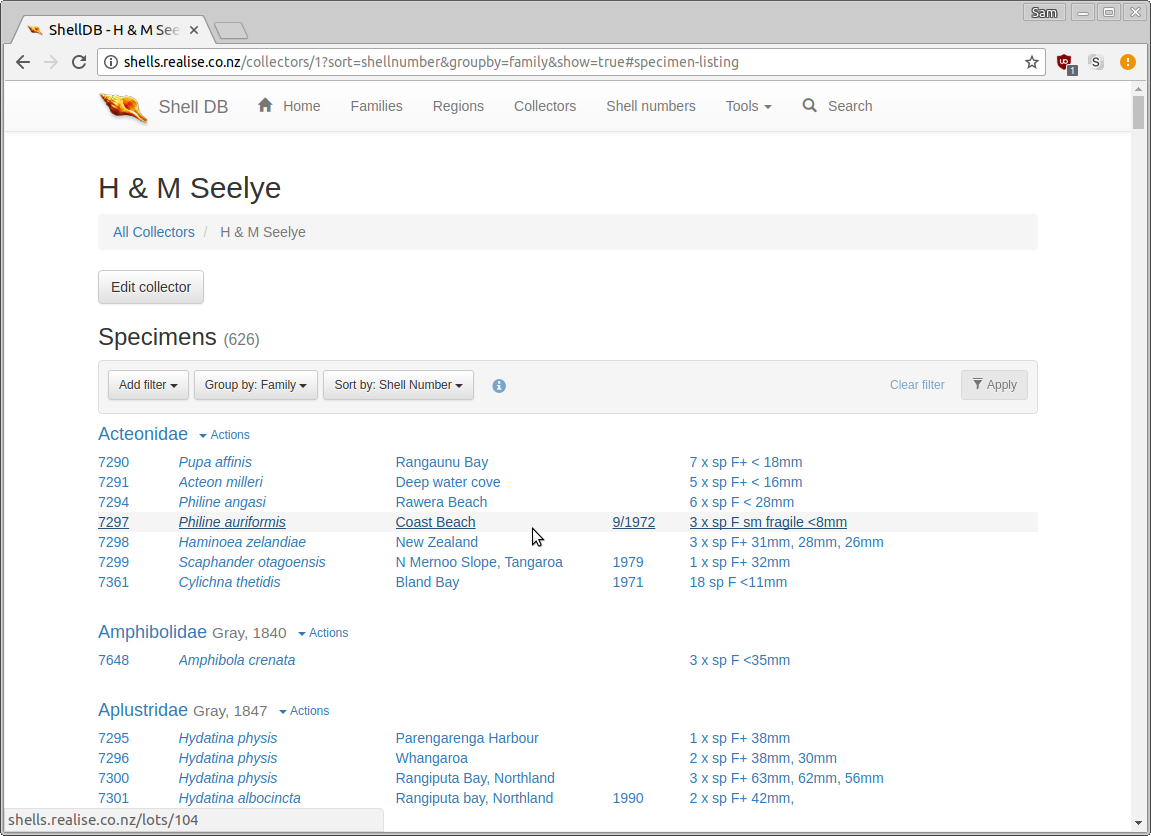 Sam
ShellDB - H & M See
shells.realise.co.nz/collectors/1?sort=shellnumber&groupby=family&show=true#specimen-listing
1 S
Shell DB Home Families Regions Collectors Shell numbers Tools Search
H & M Seelye
All Collectors / H & M Seelye
Edit collector
Specimens (626)
Add filter Group by: Family Sort by: Shell Number Clear filter Apply
Acteonidae Actions
7290 Pupa affinis Rangaunu Bay 7 x sp F+ < 18mm
7291 Acteon milleri Deep water cove 5 x sp F+ < 16mm
7294 Philine angasi Rawera Beach 6 x sp F < 28mm
7297 Philine auriformis Coast Beach 9/1972 3 x sp F sm fragile <8mm
7298 Haminoea zelandiae New Zealand 3 x sp F+ 31mm, 28mm, 26mm
7299 Scaphander otagoensis N Mernoo Slope, Tangaroa 1979 1 x sp F+ 32mm
7361 Cylichna thetidis Bland Bay 1971 18 sp F <11mm
Amphibolidae Gray, 1840 Actions
7648 Amphibola crenata 3 x sp F <35mm
Aplustridae Gray, 1847 Actions
7295 Hydatina physis Parengarenga Harbour 1 x sp F+ 38mm
7296 Hydatina physis Whangaroa 2 x sp F+ 38mm, 30mm
7300 Hydatina physis Rangiputa Bay, Northland 3 x sp F+ 63mm, 62mm, 56mm
7301 Hydatina albocincta Rangiputa bay, Northland 1990 2 x sp F+ 42mm,
shells.realise.co.nz/lots/104